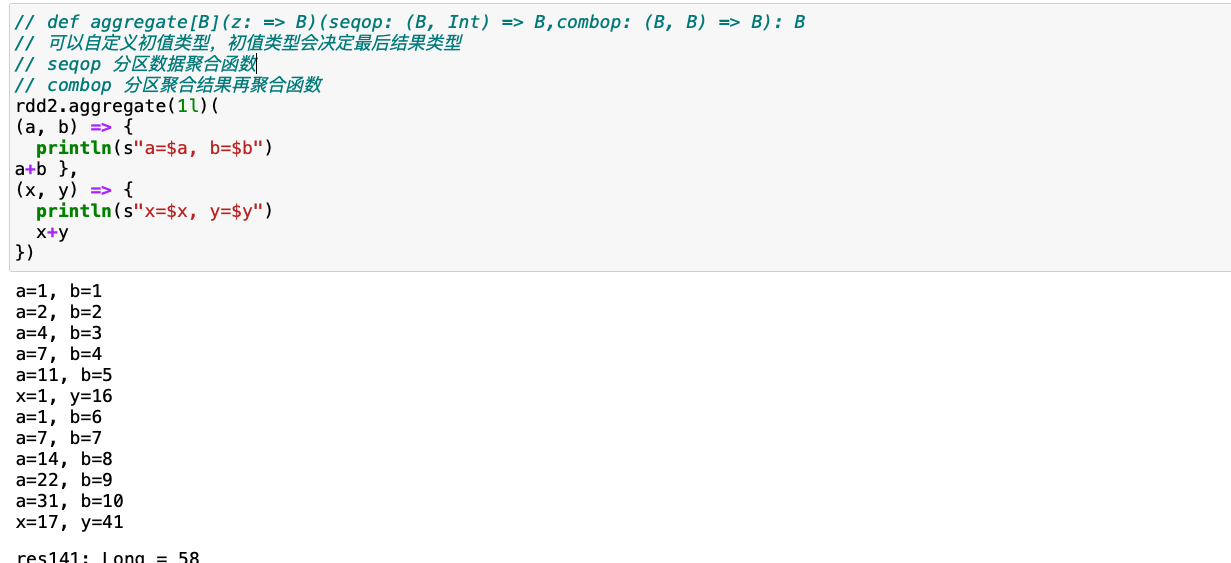 // def aggregate[B](z: => B)(seqop: (B, Int) => B,combop: (B, B) => B): B
// 可以自定义初值类型，初值类型会决定最后结果类型
// seqop 分区数据聚合函数
// combop 分区聚合结果再聚合函数
rdd2.aggregate(1l)(
(a, b) => {
  println(s"a=$a, b=$b")
a+b },
(x, y) => {
  println(s"x=$x, y=$y")
  x+y
})
a=1, b=1
a=2, b=2
a=4, b=3
a=7, b=4
a=11, b=5
x=1, y=16
a=1, b=6
a=7, b=7
a=14, b=8
a=22, b=9
a=31, b=10
x=17, y=41
res141: Long = 58